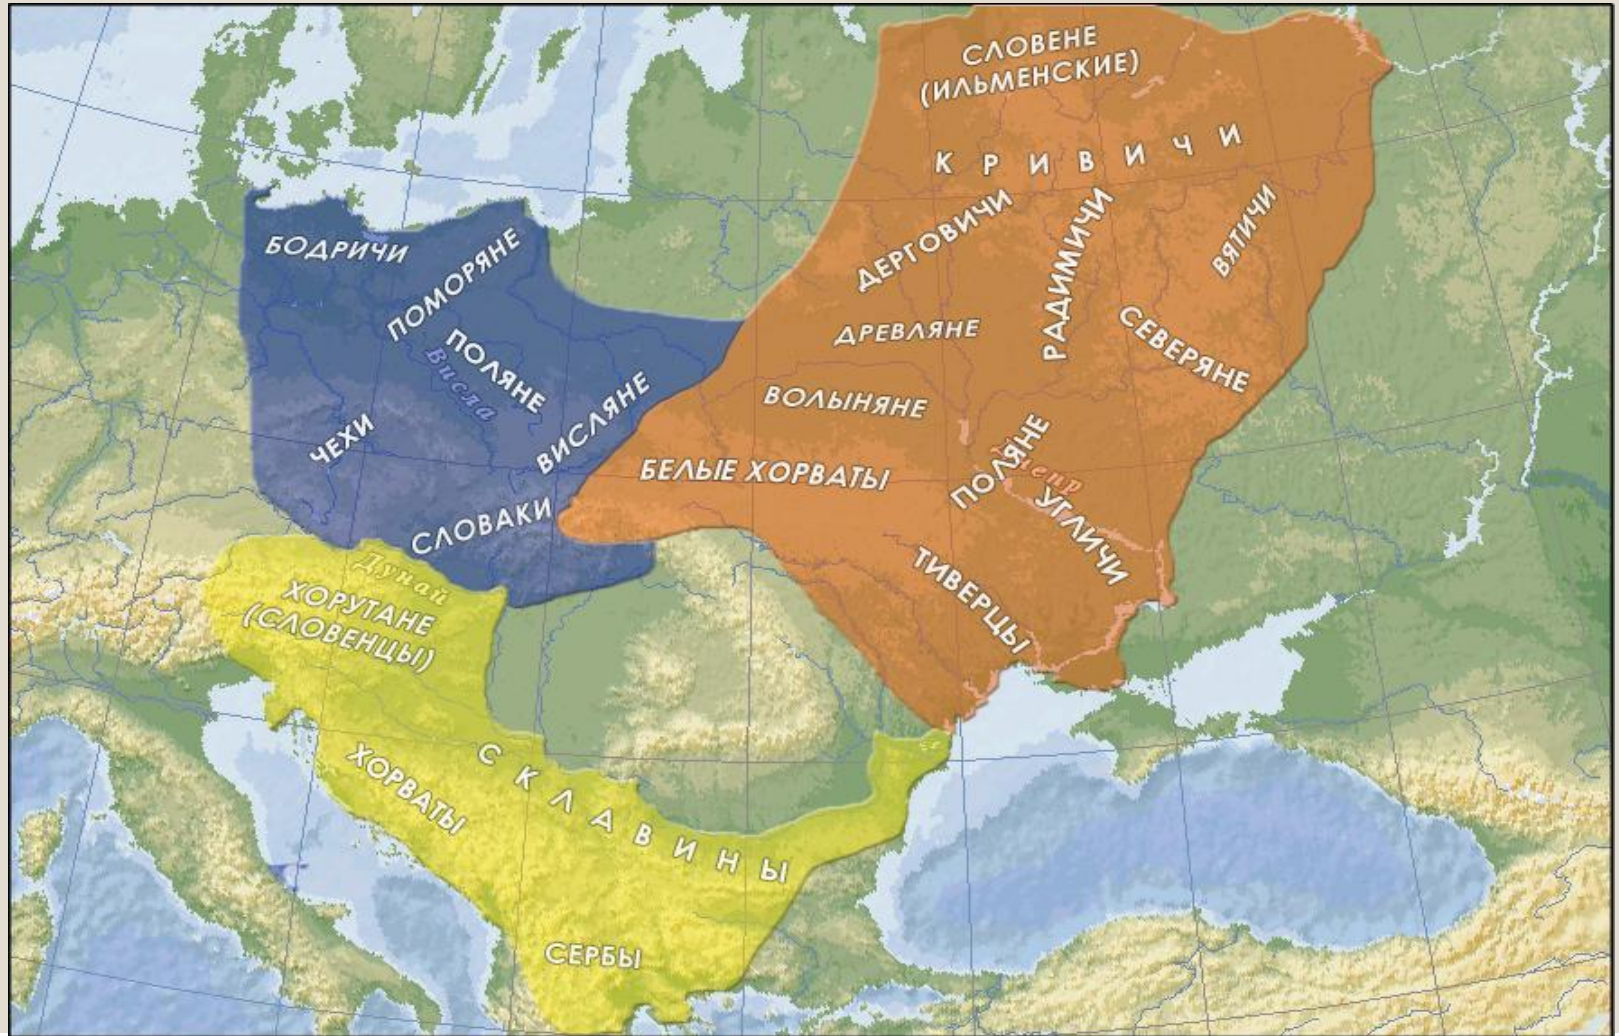 СЛОВЕНЕ
(ИЛЬМЕНСКИЕ)
КРИВИЧИ
ДЕРГОВИЧИ
РАДИМИЧИ
ВЯТИЧИ
БОДРИЧИ
ПОМОРЯНЕ
ПОЛЯНЕ
Висла
ДРЕВЛЯНЕ
СЕВЕРЯНЕ
ВОЛЫНЯНЕ
ВИСЛЯНЕ
ЧЕХИ
БЕЛЫЕ ХОРВАТЫ
ПОЛЯНЕ
УГЛИЧИ
СЛОВАКИ
ТИВЕРЦЫ
Дунай
ХОРУТАНЕ
(СЛОВЕНЦЫ)
ХОРВАТЫ
СКЛАВИНЫ
СЕРБЫ